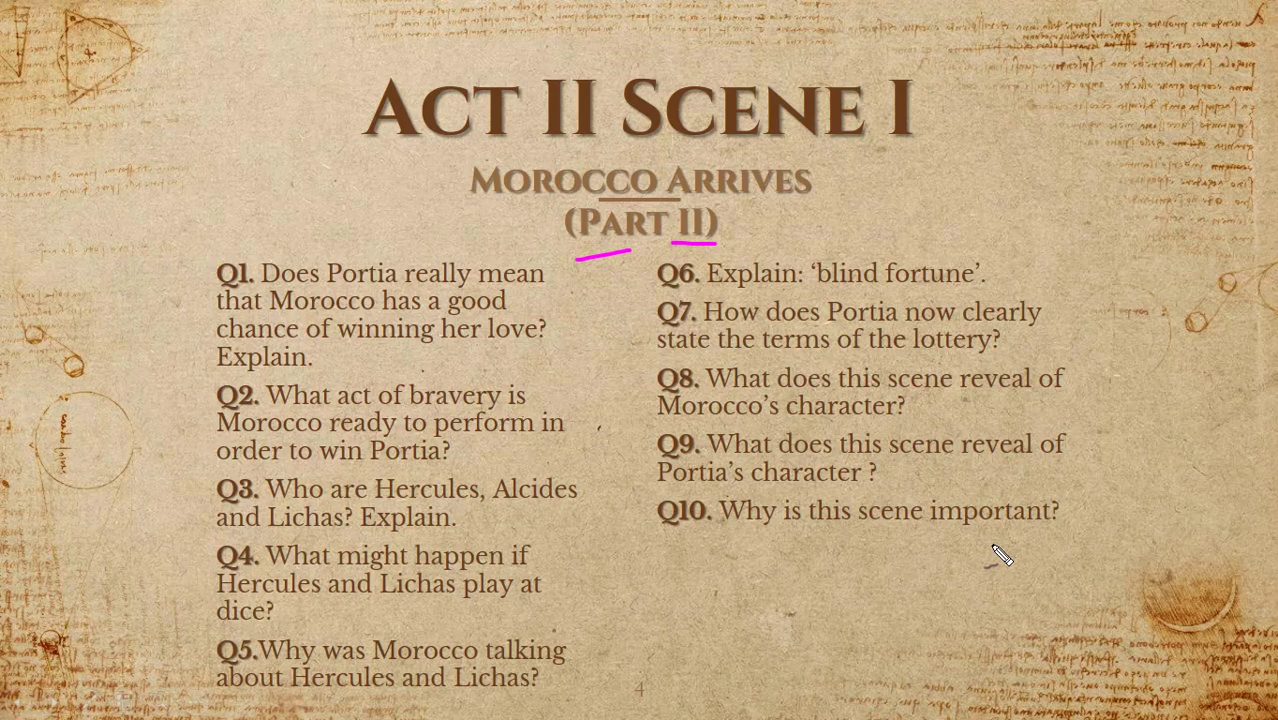 Act II Scene I
Morocco Arrives
(Part II)
Q1. Does Portia really mean
that Morocco has a good
chance of winning her love?
Explain.
Q2. What act of bravery is
Morocco ready to perform in
order to win Portia?
Q3. Who are Hercules, Alcides
and Lichas? Explain.
Q4. What might happen if
Hercules and Lichas play at
dice?
Q5.Why was Morocco talking
about Hercules and Lichas?
Q6. Explain: ‘blind fortune’.
Q7. How does Portia now clearly
state the terms of the lottery?
Q8. What does this scene reveal of
Morocco’s character?
Q9. What does this scene reveal of
Portia’s character ?
Q10. Why is this scene important?
4